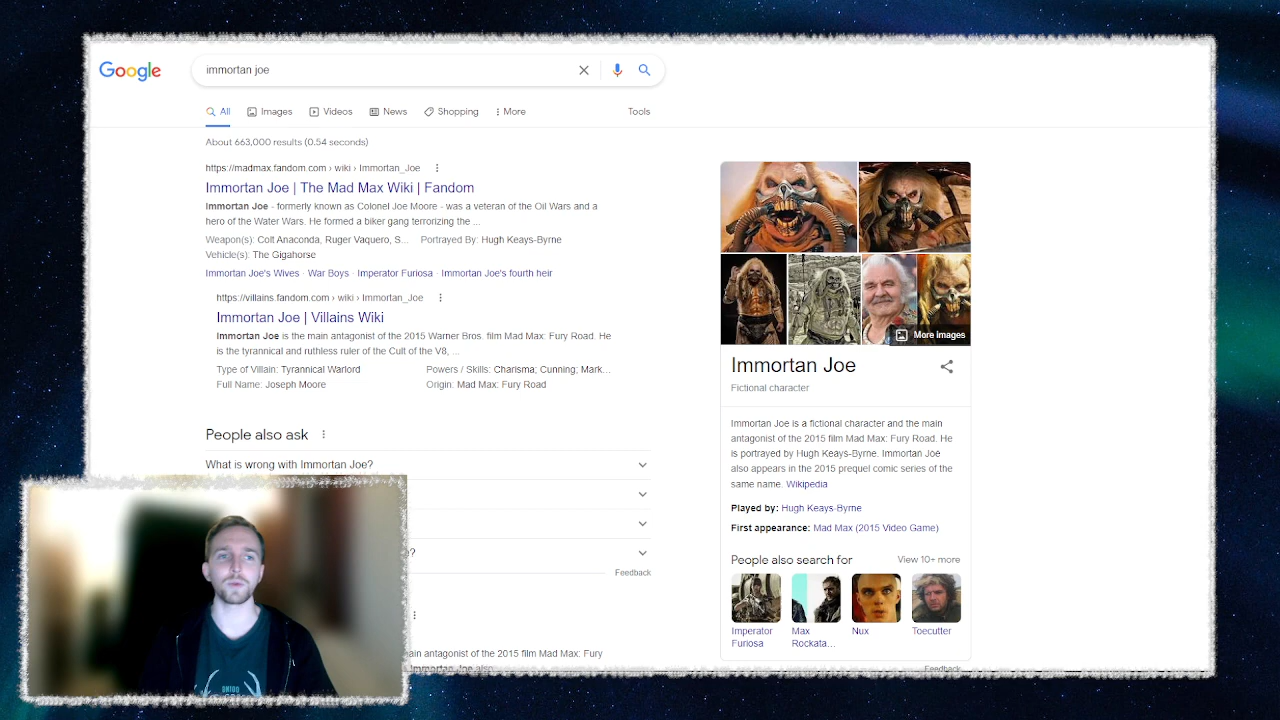 Google
immortan joe
All Images Videos News Shopping More Tools
About 663,000 results (0.54 seconds)
https://madmax.fandom.com › wiki › Immortan_Joe
Immortan Joe | The Mad Max Wiki | Fandom
Immortan Joe - formerly known as Colonel Joe Moore - was a veteran of the Oil Wars and a
hero of the Water Wars. He formed a biker gang terrorizing the ...
Weapon(s): Colt Anaconda, Ruger Vaquero, S... Portrayed By: Hugh Keays-Byrne
Vehicle(s): The Gigahorse
Immortan Joe's Wives · War Boys · Imperator Furiosa · Immortan Joe's fourth heir
https://villains.fandom.com › wiki › Immortan_Joe
Immortan Joe | Villains Wiki
Immortan Joe is the main antagonist of the 2015 Warner Bros. film Mad Max: Fury Road. He
is the tyrannical and ruthless ruler of the Cult of the V8, ...
Type of Villain: Tyrannical Warlord Powers / Skills: Charisma; Cunning; Mark...
Full Name: Joseph Moore Origin: Mad Max: Fury Road
People also ask
What is wrong with Immortan Joe?
e?
Feedback
ain antagonist of the 2015 film Mad Max: Fury
Immortan Joe also
More images
Immortan Joe
Fictional character
Immortan Joe is a fictional character and the main
antagonist of the 2015 film Mad Max: Fury Road. He
is portrayed by Hugh Keays-Byrne. Immortan Joe
also appears in the 2015 prequel comic series of the
same name. Wikipedia
Played by: Hugh Keays-Byrne
First appearance: Mad Max (2015 Video Game)
People also search for View 10+ more
Imperator
Furiosa
Max
Rockata...
Nux
Toecutter
Feedback